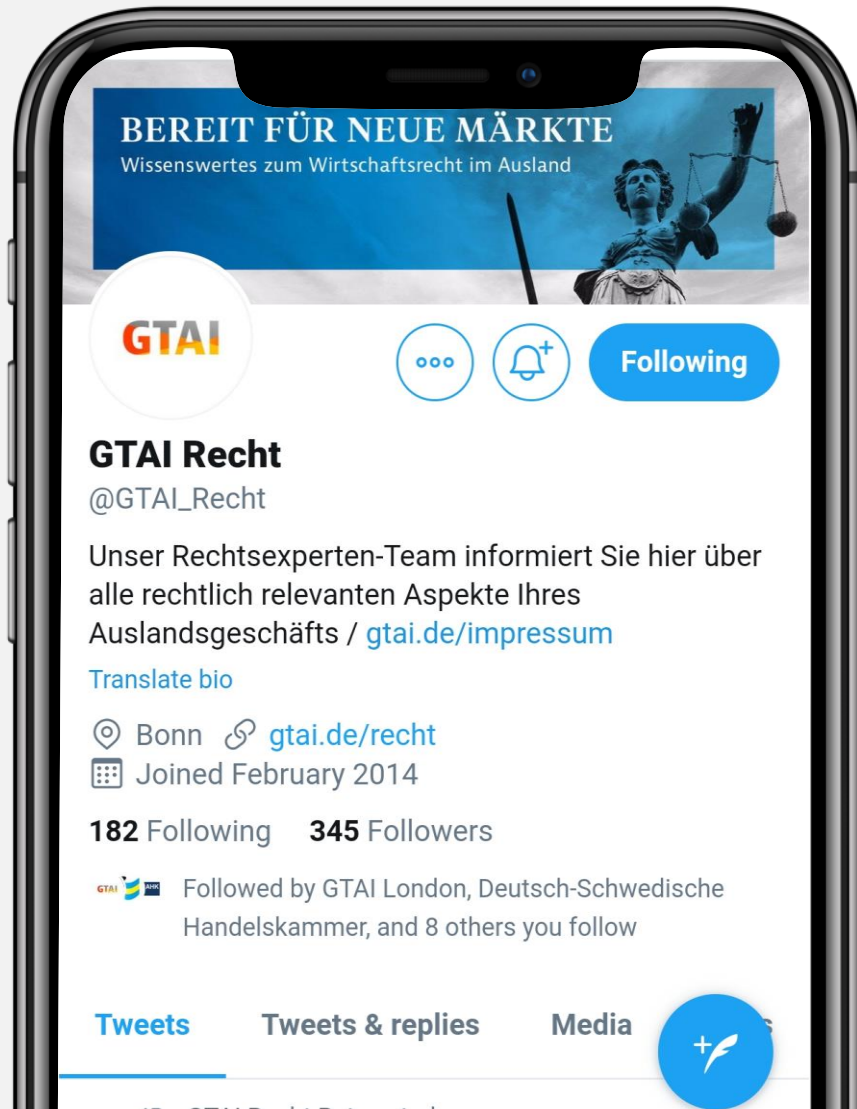 BEREIT FÜR NEUE MÄRKTE
Wissenswertes zum Wirtschaftsrecht im Ausland
GTAI
Following
GTAI Recht
@GTAI_Recht
Unser Rechtsexperten-Team informiert Sie hier über
alle rechtlich relevanten Aspekte Ihres
Auslandsgeschäfts / gtai.de/impressum
Translate bio
Bonn gtai.de/recht
Joined February 2014
182 Following 345 Followers
GTAI AHK Followed by GTAI London, Deutsch-Schwedische
Handelskammer, and 8 others you follow
Tweets Tweets & replies Media